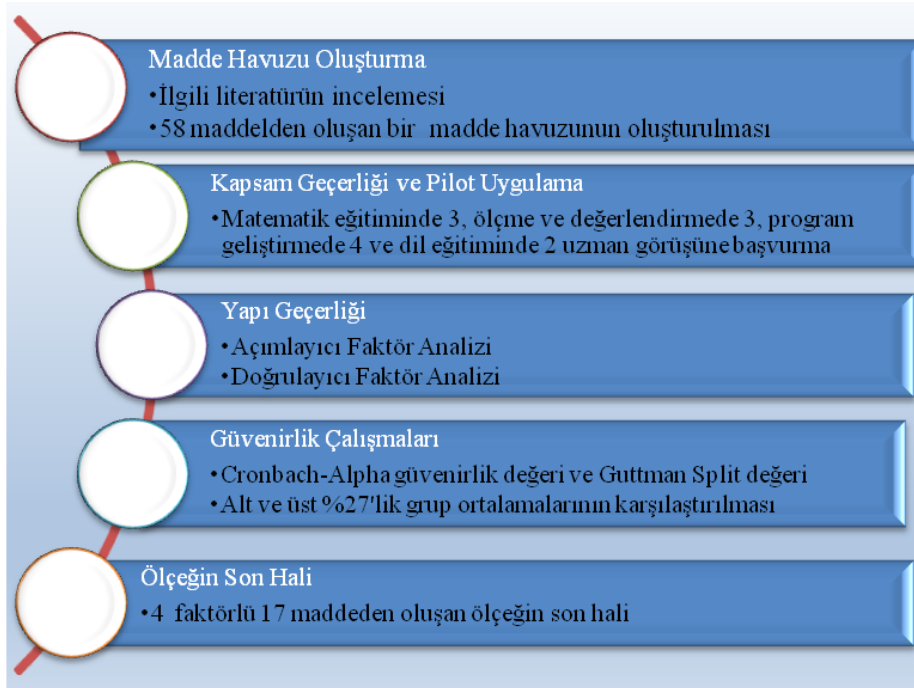 Madde Havuzu Oluşturma
•İlgili literatürün incelemesi
•58 maddelden oluşan bir madde havuzunun oluşturulması
Kapsam Geçerliği ve Pilot Uygulama
•Matematik eğitiminde 3, ölçme ve değerlendirmede 3, program
geliştirmede 4 ve dil eğitiminde 2 uzman görüşüne başvurma
Yapı Geçerliği
•Açımlayıcı Faktör Analizi
•Doğrulayıcı Faktör Analizi
Güvenirlik Çalışmaları
•Cronbach-Alpha güvenirlik değeri ve Guttman Split değeri
•Alt ve üst %27'lik grup ortalamalarının karşılaştırılması
Ölçeğin Son Hali
•4 faktörlü 17 maddeden oluşan ölçeğin son hali